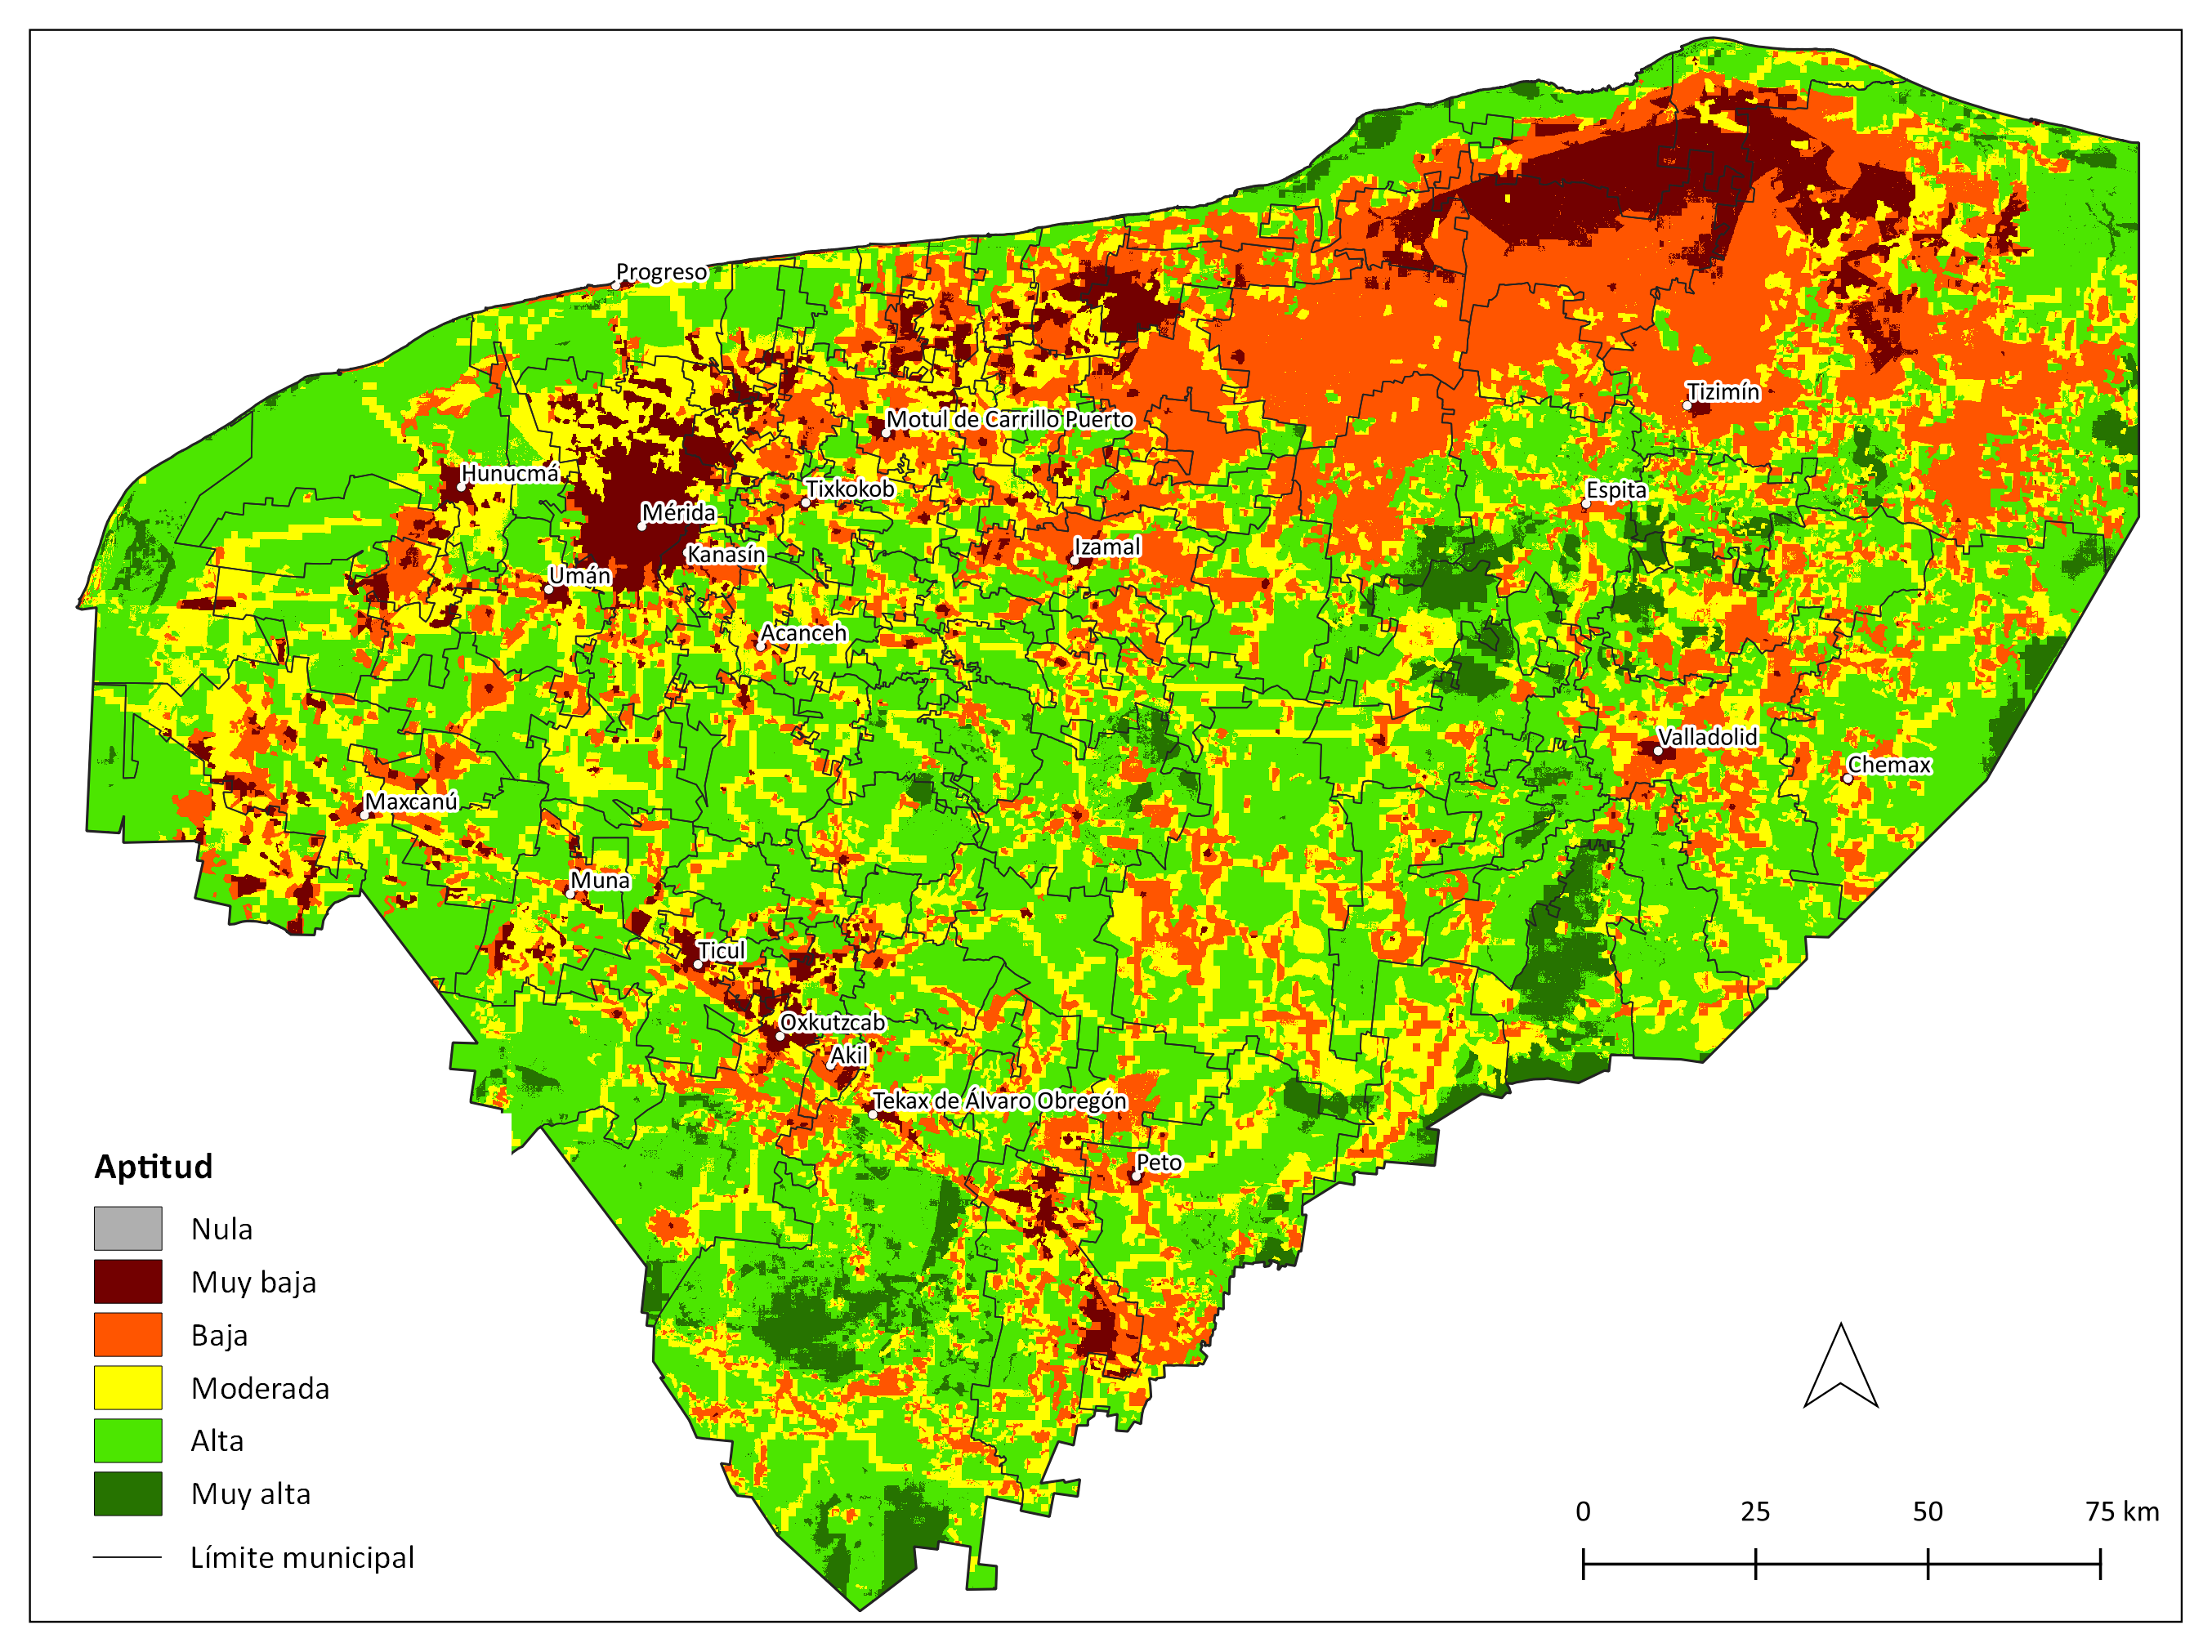 Progreso
Tizimín
Motul de Carrillo Puerto
Hunucmá
Tixkokob
Espita
Mérida
Izamal
Kanasín
Umán
Acanceh
Valladolid
Chemax
Maxcanú
Muna
Ticul
Oxkutzcab
Akil
Tekax de Álvaro Obregón
Peto
Aptitud
Nula
Muy baja
Baja
Moderada
Alta
Muy alta
Límite municipal
0 25 50 75 km